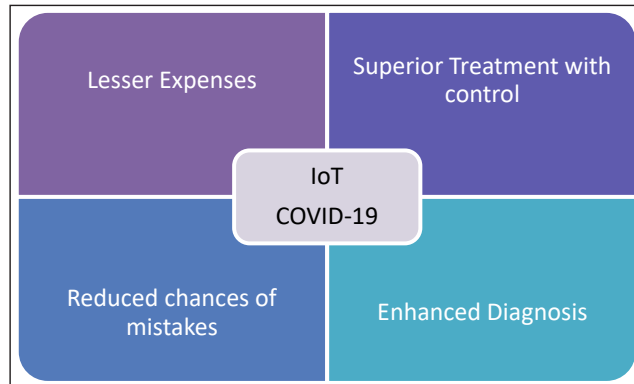 Lesser Expenses
Superior Treatment with
control
IoT
COVID-19
Reduced chances of
mistakes
Enhanced Diagnosis